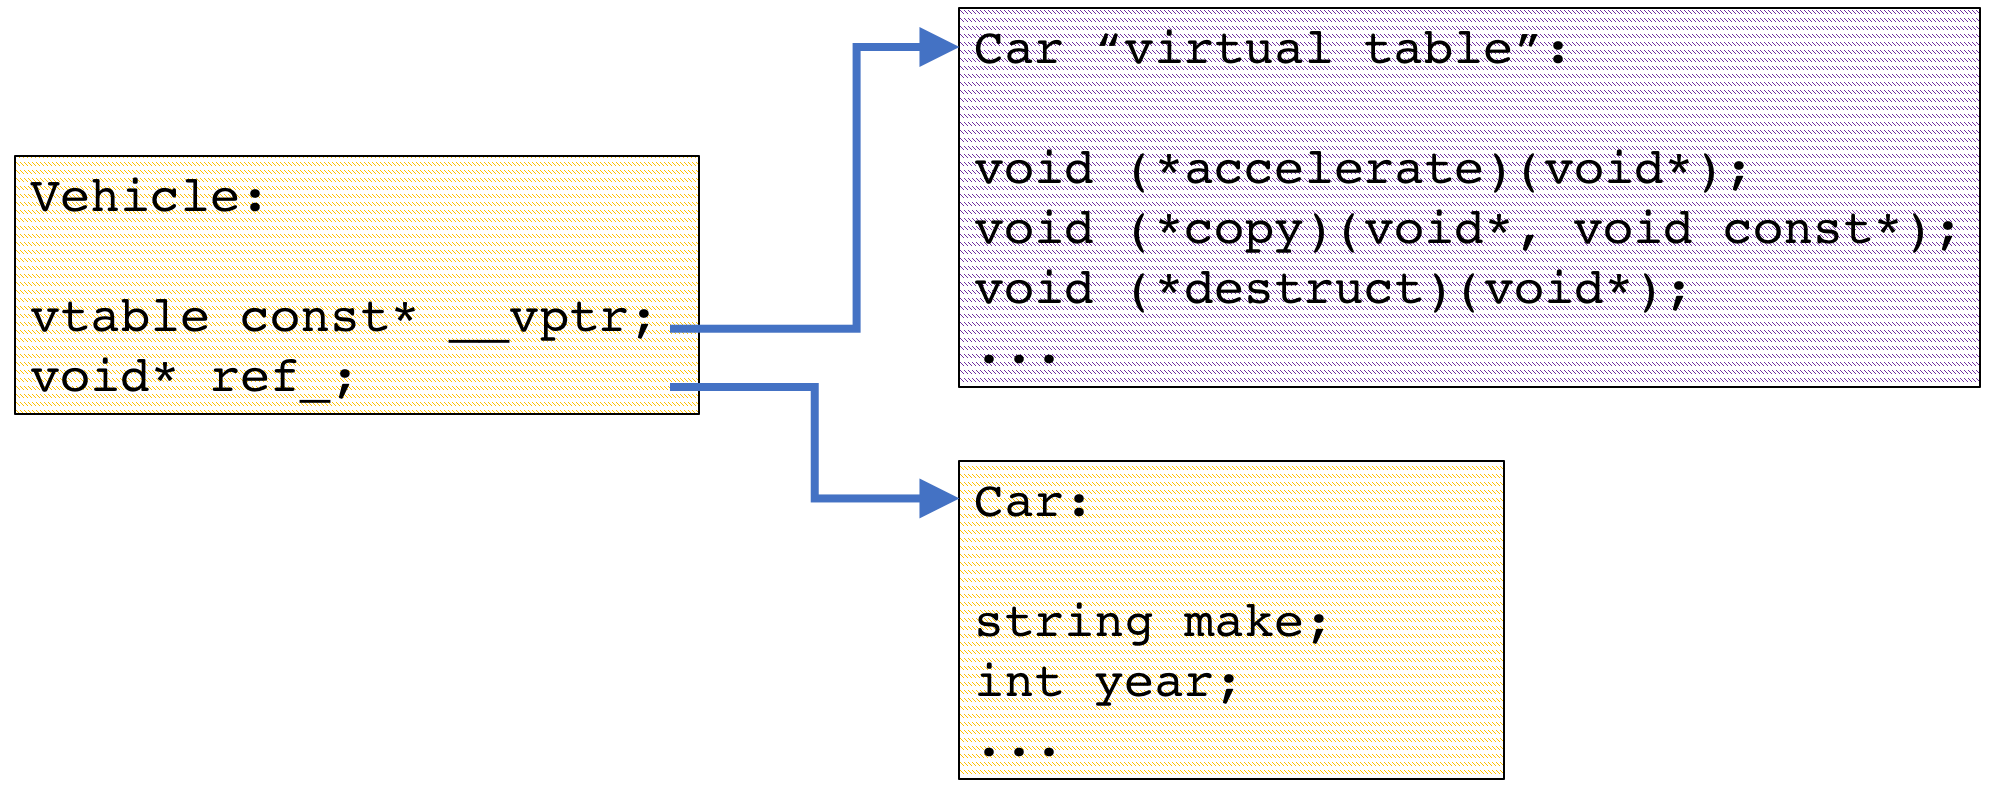 Vehicle:
vtable const* __vptr;
void* ref_;
Car “virtual table”:
void (*accelerate)(void*);
void (*copy)(void*, void const*);
void (*destruct)(void*);
...
Car:
string make;
int year;
...